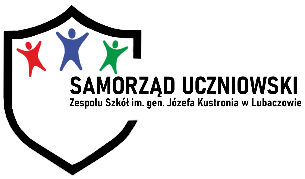 SAMORZĄD UCZNIOWSKI
Zespołu Szkół im. gen. Józefa Kustronia w Lubaczowie